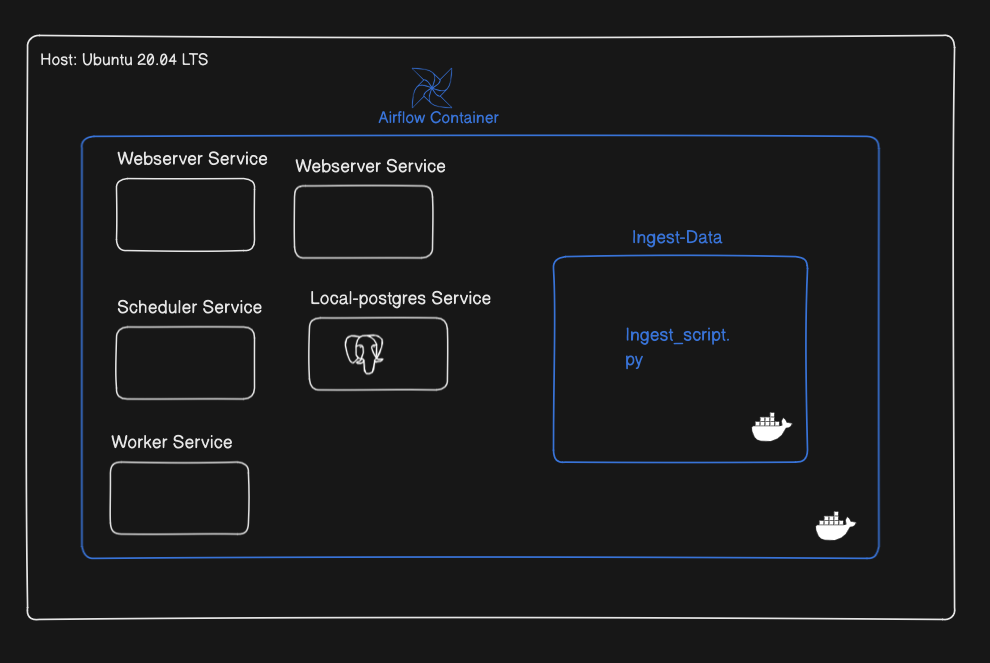 Host: Ubuntu 20.04 LTS
Airflow Container
Webserver Service
Webserver Service
Ingest-Data
Scheduler Service
Local-postgres Service
Ingest_script.
py
Worker Service